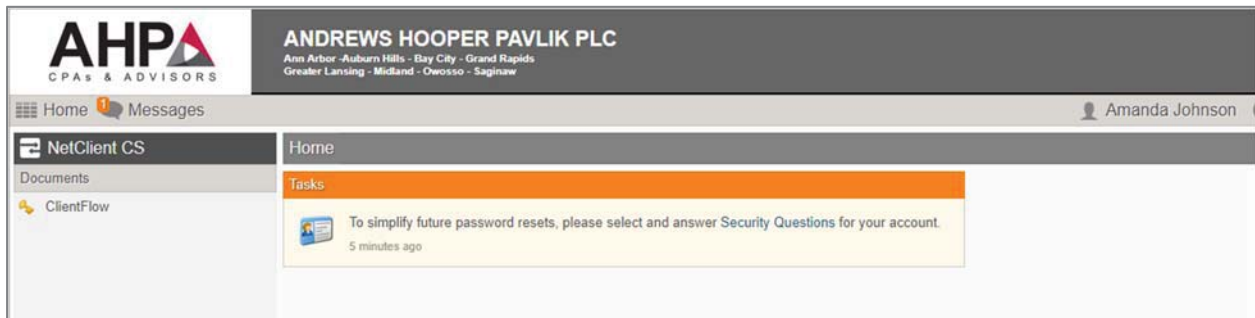 AHPA
CPAs & ADVISORS
ANDREWS HOOPER PAVLIK PLC
Ann Arbor -Auburn Hills - Bay City - Grand Rapids
Greater Lansing - Midland - Owosso - Saginaw
Home 1 Messages
Amanda Johnson
NetClient CS
Home
Documents
Tasks
ClientFlow
To simplify future password resets, please select and answer Security Questions for your account.
5 minutes ago